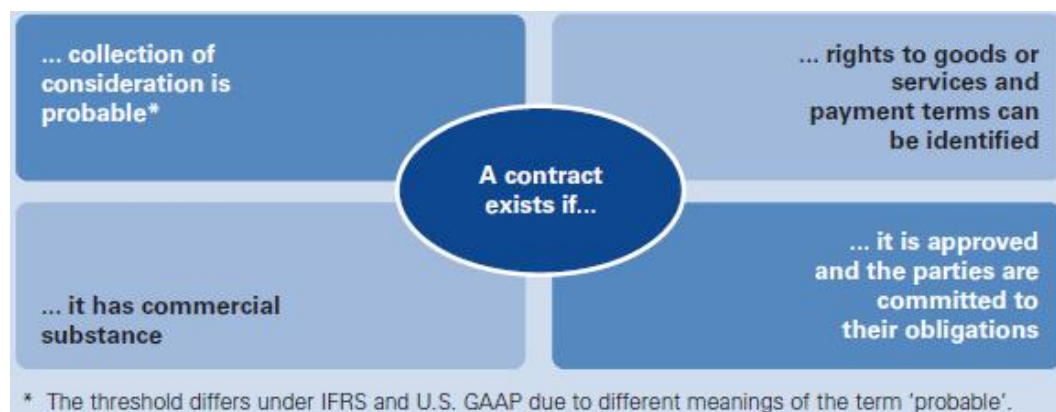 ... collection of
consideration is
probable*
... rights to goods or
services and
payment terms can
be identified
A contract
exists if...
... it has commercial
substance
... it is approved
and the parties are
committed to
their obligations
* The threshold differs under IFRS and U.S. GAAP due to different meanings of the term 'probable'.